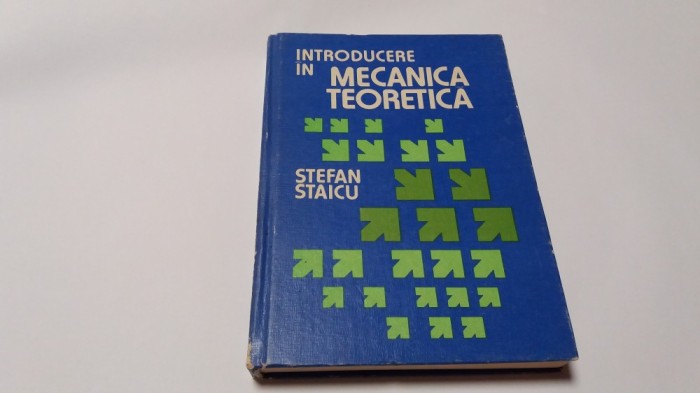 INTRODUCERE
IN MECANICA
TEORETICA
STEFAN
STAICU